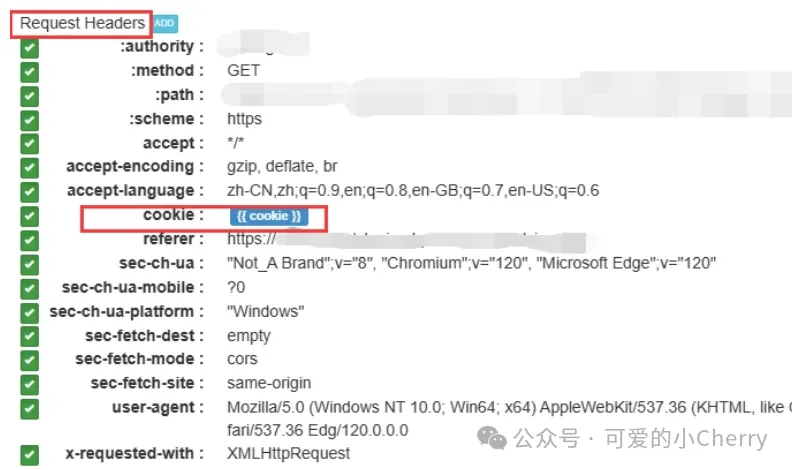 Request Headers ADD
:authority :
:method : GET
:path :
:scheme : https
accept : */*
accept-encoding : gzip, deflate, br
accept-language : zh-CN,zh;q=0.9,en;q=0.8,en-GB;q=0.7,en-US;q=0.6
cookie : {{ cookie }}
referer : https://
sec-ch-ua : "Not_A Brand";v="8", "Chromium";v="120", "Microsoft Edge";v="120"
sec-ch-ua-mobile : ?0
sec-ch-ua-platform : "Windows"
sec-fetch-dest : empty
sec-fetch-mode : cors
sec-fetch-site : same-origin
user-agent : Mozilla/5.0 (Windows NT 10.0; Win64; x64) AppleWebKit/537.36 (KHTML, like
fari/537.36 Edg/120.0.0.0
公众号 · 可爱的小Cherry
x-requested-with : XMLHttpRequest